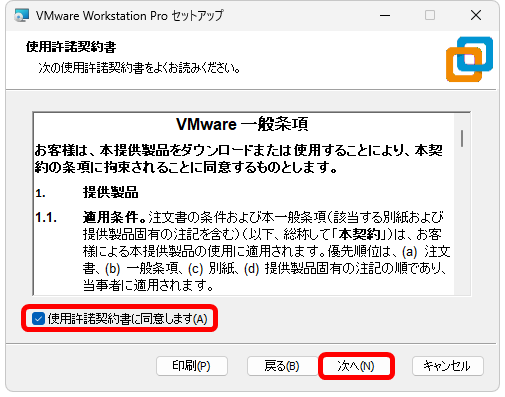 VMware Workstation Pro セットアップ
使用許諾契約書
次の使用許諾契約書をよくお読みください。
VMware 一般条項
お客様は、本提供製品をダウンロードまたは使用することにより、本契
約の条項に拘束されることに同意するものとします。
1. 提供製品
1.1. 適用条件。注文書の条件および本一般条項(該当する別紙および
提供製品固有の注記を含む)(以下、総称して「本契約」)は、お客
様による本提供製品の使用に適用されます。優先順位は、(a) 注文
書、(b) 一般条項、(c) 別紙、(d) 提供製品固有の注記の順であり、
当事者に適用されます。
使用許諾契約書に同意します(A)
印刷(P) 戻る(B) 次へ(N) キャンセル